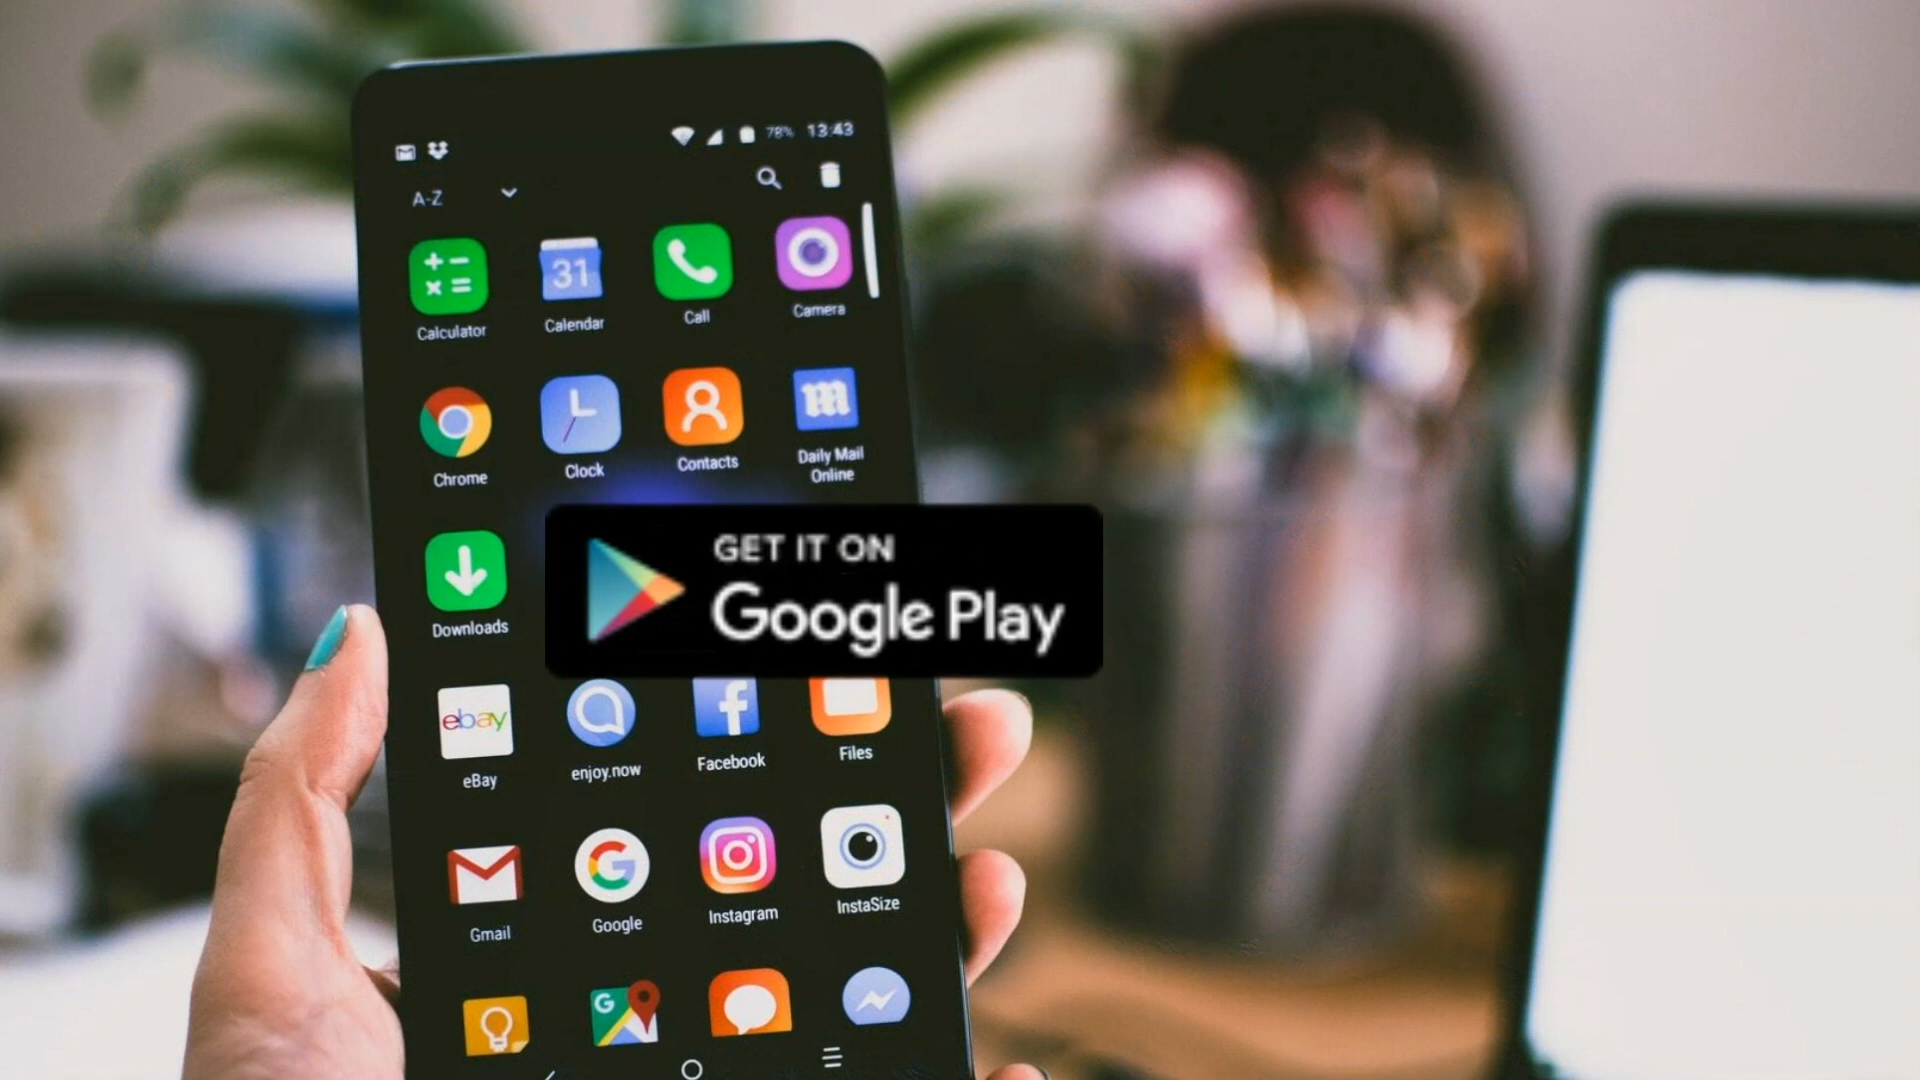 78% 13:43
A-Z
31
Calculator
Calendar
Call
Camera
Chrome
Clock
Contacts
Daily Mail
Online
GET IT ON
Google Play
Downloads
ebay
eBay
enjoy.now
Facebook
Files
Gmail
Google
Instagram
InstaSize